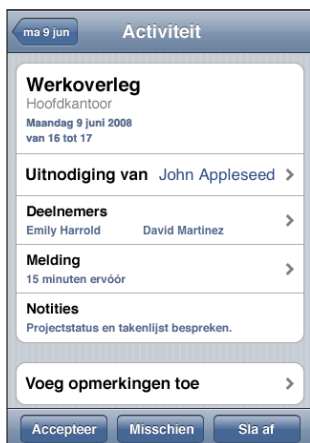 ma 9 jun Activiteit
Werkoverleg
Hoofdkantoor
Maandag 9 juni 2008
van 16 tot 17
Uitnodiging van John Appleseed
Deelnemers
Emily Harrold David Martinez
Melding
15 minuten ervóór
Notities
Projectstatus en takenlijst bespreken.
Voeg opmerkingen toe
Accepteer Misschien Sla af